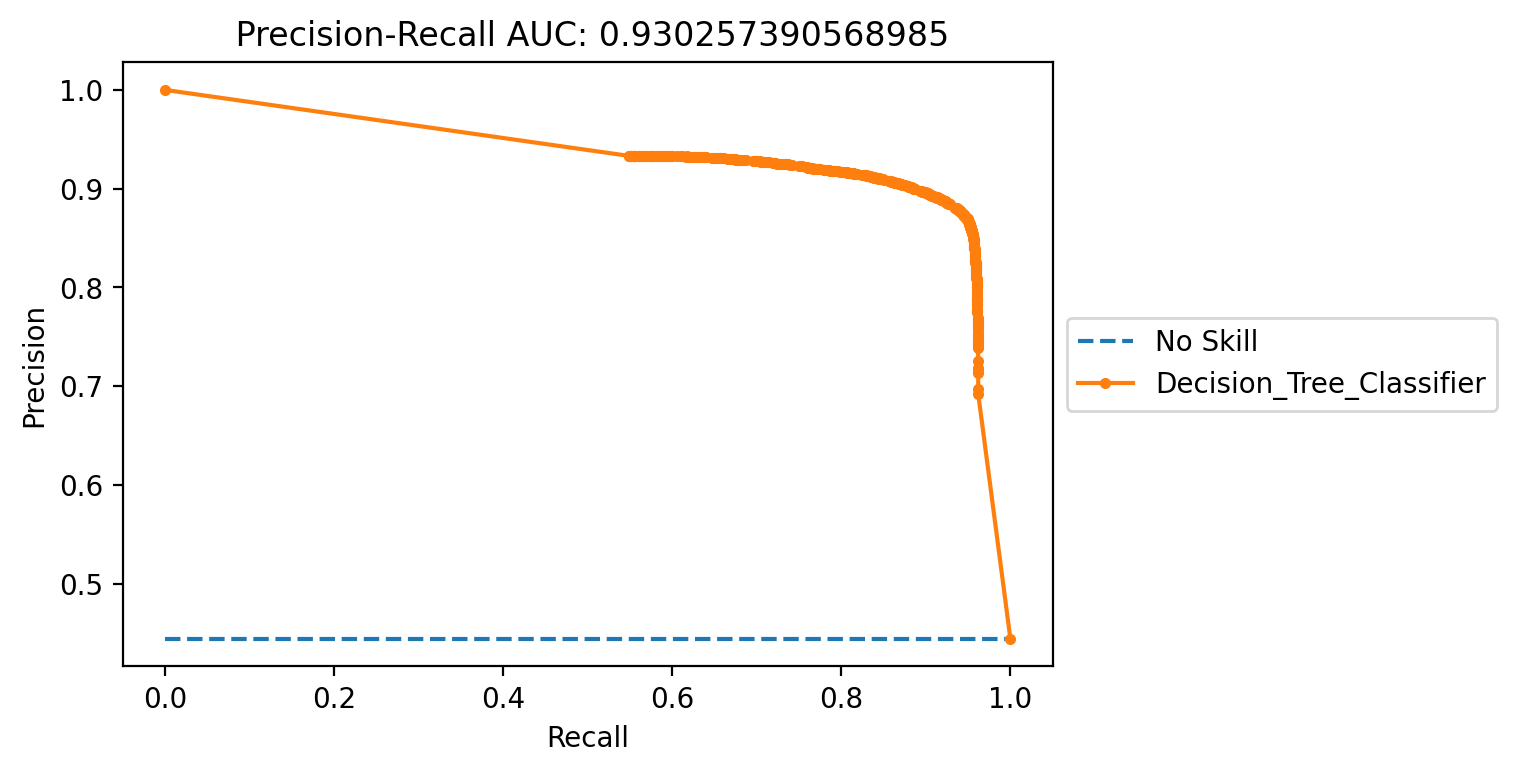 Precision-Recall AUC: 0.930257390568985
1.0
0.9
0.8
0.7
0.6
0.5
Precision
0.0 0.2 0.4 0.6 0.8 1.0
Recall
No Skill
Decision_Tree_Classifier